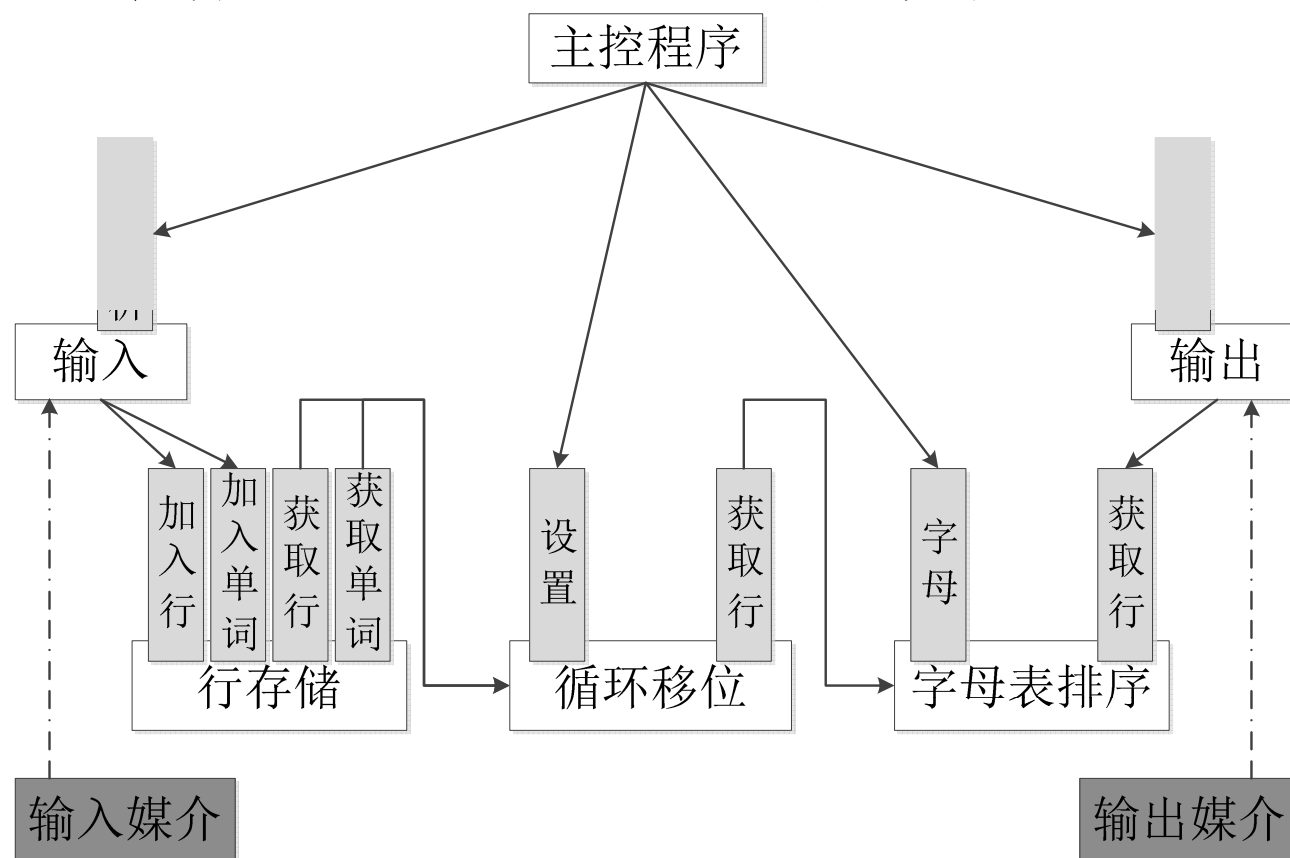 主控程序
输入
输出
加入行
加入单词
获取行
获取单词
设置
获取行
字母
获取行
行存储
循环移位
字母表排序
输入媒介
输出媒介